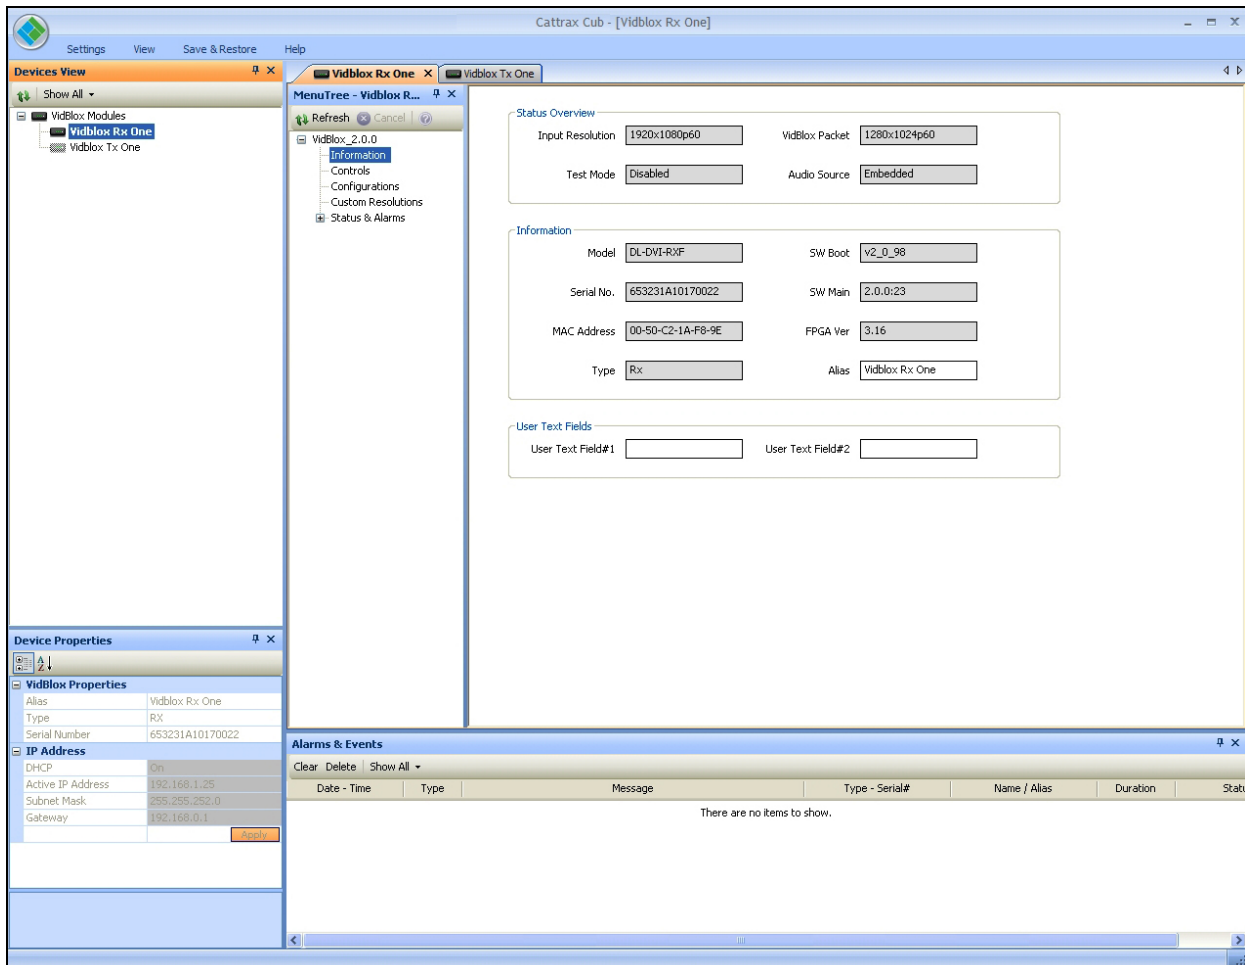 Cattrax Cub - [Vidblox Rx One]
Settings View Save & Restore Help
Devices View
Show All
VidBlox Modules
Vidblox Rx One
Vidblox Tx One
Vidblox Rx One X Vidblox Tx One
MenuTree - Vidblox R...
Refresh Cancel
VidBlox_2.0.0
Information
Controls
Configurations
Custom Resolutions
Status & Alarms
Status Overview
Input Resolution 1920x1080p60 VidBlox Packet 1280x1024p60
Test Mode Disabled Audio Source Embedded
Information
Model DL-DVI-RXF SW Boot v2_0_98
Serial No. 653231A10170022 SW Main 2.0.0:23
MAC Address 00-50-C2-1A-F8-9E FPGA Ver 3.16
Type Rx Alias Vidblox Rx One
User Text Fields
User Text Field#1 User Text Field#2
Device Properties
VidBlox Properties
Alias Vidblox Rx One
Type RX
Serial Number 653231A10170022
IP Address
DHCP On
Active IP Address 192.168.1.25
Subnet Mask 255.255.252.0
Gateway 192.168.0.1
Apply
Alarms & Events
Clear Delete Show All
Date - Time Type Message Type - Serial# Name / Alias Duration Statu
There are no items to show.